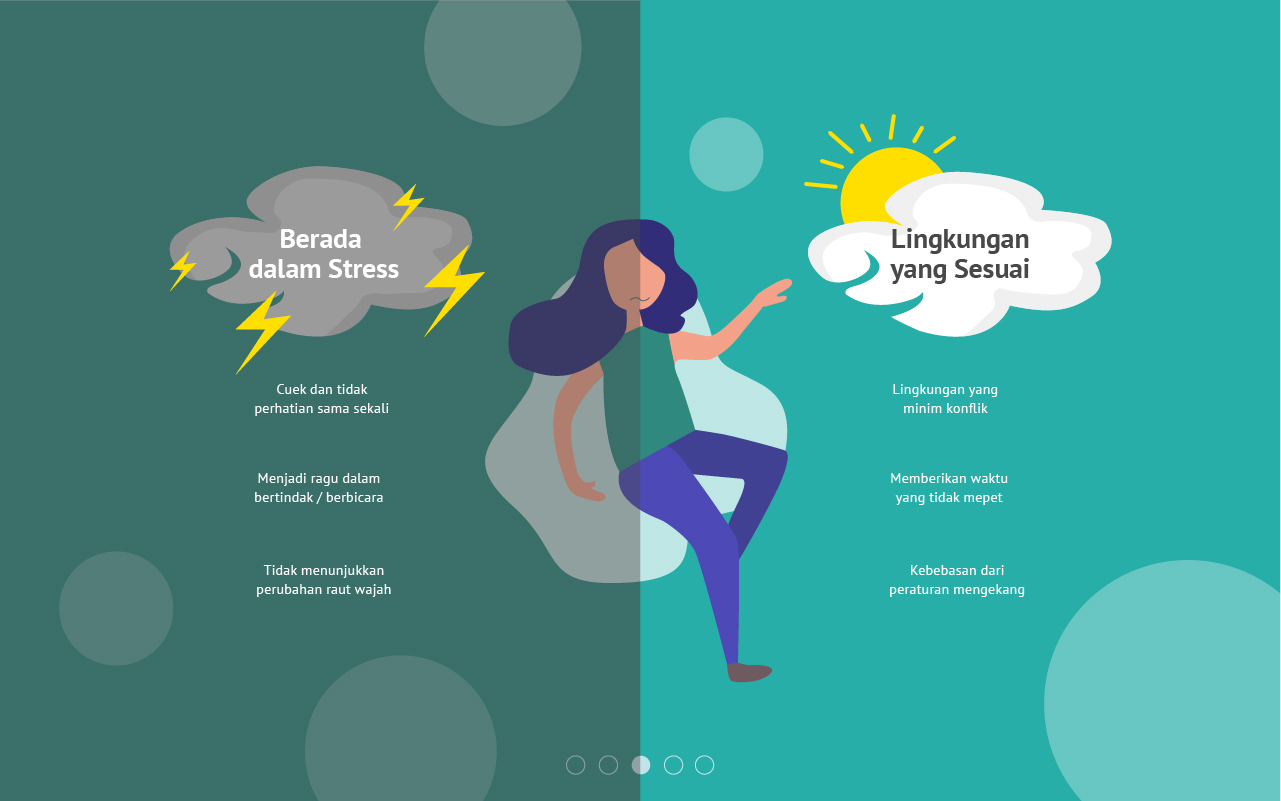 Berada
dalam Stress
Cuek dan tidak
perhatian sama sekali
Menjadi ragu dalam
bertindak / berbicara
Tidak menunjukkan
perubahan raut wajah
Lingkungan
yang Sesuai
Lingkungan yang
minim konflik
Memberikan waktu
yang tidak mepet
Kebebasan dari
peraturan mengekang